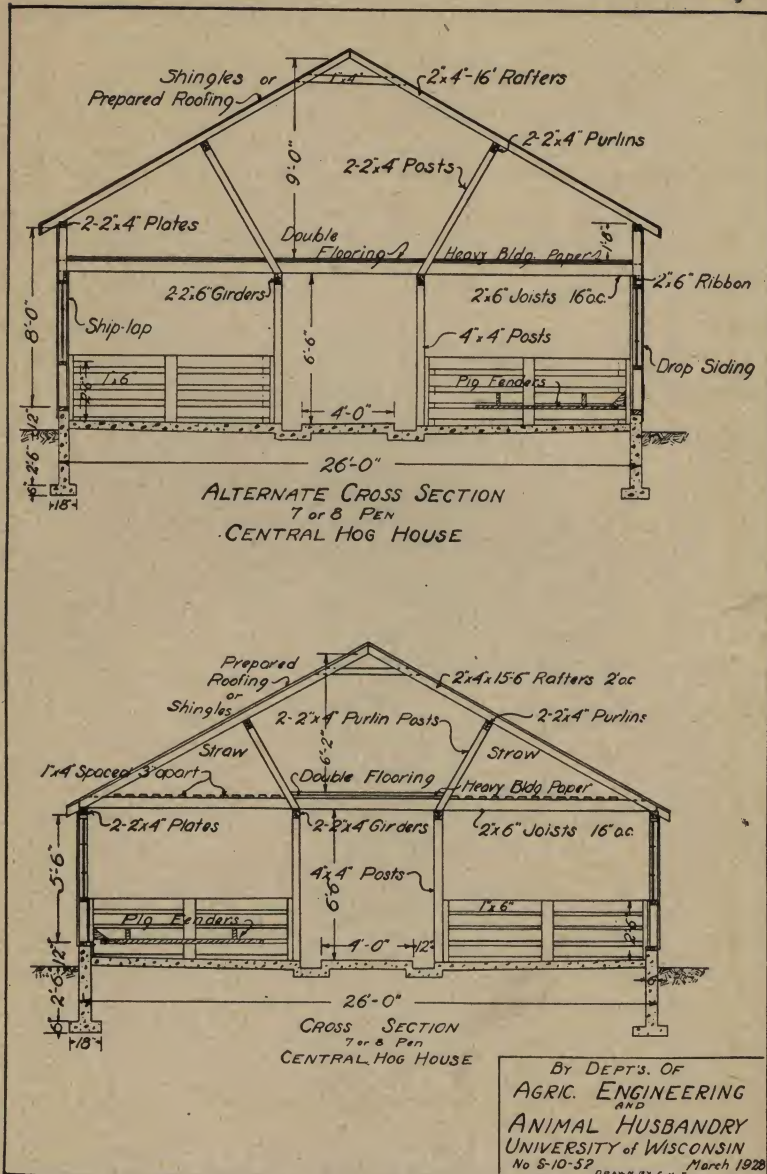 Shingles or
Prepared Roofing
1"x4"
2"x4"-16' Rafters
2-2"x4" Purlins
2-2"x4" Posts
9'-0"
2-2"x4" Plates
Double
Flooring
Heavy Bldg. Paper
1'-8"
2-2"x6" Girders
2"x6" Joists 16"o.c.
2"x6" Ribbon
8'-0"
Ship-lap
6'-6"
4"x4" Posts
Drop Siding
1"x6"
2'-6"
Pig Fenders
4'-0"
12"
2'-6"
6"
26'-0"
18"
ALTERNATE CROSS SECTION
7 or 8 PEN
CENTRAL HOG HOUSE
Prepared
Roofing
or
Shingles
2"x4"x15'-6" Rafters 2'oc
2-2"x4" Purlin Posts
2-2"x4" Purlins
6'-2"
Straw
Straw
1"x4" Spaced 3" apart
Double Flooring
Heavy Bldg Paper
2-2"x4" Plates
2-2"x4" Girders
2"x6" Joists 16"o.c.
5'-6"
4"x4" Posts
6'-6"
1"x6"
2'-6"
Pig Fenders
4'-0"
12"
12"
2'-6"
6"
26'-0"
18"
CROSS SECTION
7 or 8 Pen
CENTRAL HOG HOUSE
BY DEPT'S. OF
AGRIC. ENGINEERING
AND
ANIMAL HUSBANDRY
UNIVERSITY of WISCONSIN
No S-10-52 March 1928